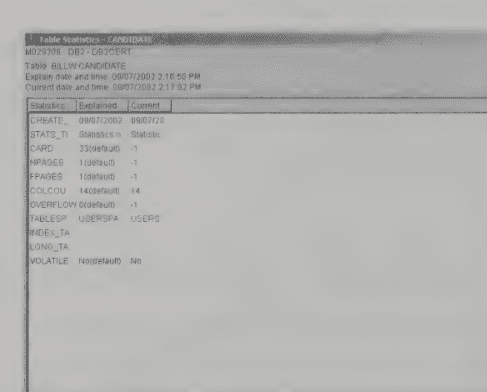 Table Statistics - CANDIDATE
M029709 - DB2 - DB2CERT
Table BILLW.CANDIDATE
Explain date and time 09/07/2002 2:16:50 PM
Current date and time 09/07/2002 2:17:02 PM
Statistics Explained Current
CREATE_ 09/07/2002 09/07/20
STATS_TI Statistics n Statistic
CARD 33(default) -1
NPAGES 1(default) -1
FPAGES 1(default) -1
COLCOU 14(default) 14
OVERFLOW 0(default) -1
TABLESP USERSPA USERS
INDEX_TA
LONG_TA
VOLATILE No(default) No